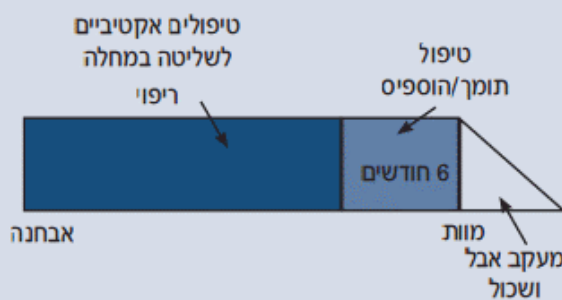 טיפולים אקטיביים
לשליטה במחלה
ריפוי
טיפול
תומך/הוספיס
6 חודשים
אבחנה
מוות
מעקב אבל
ושכול